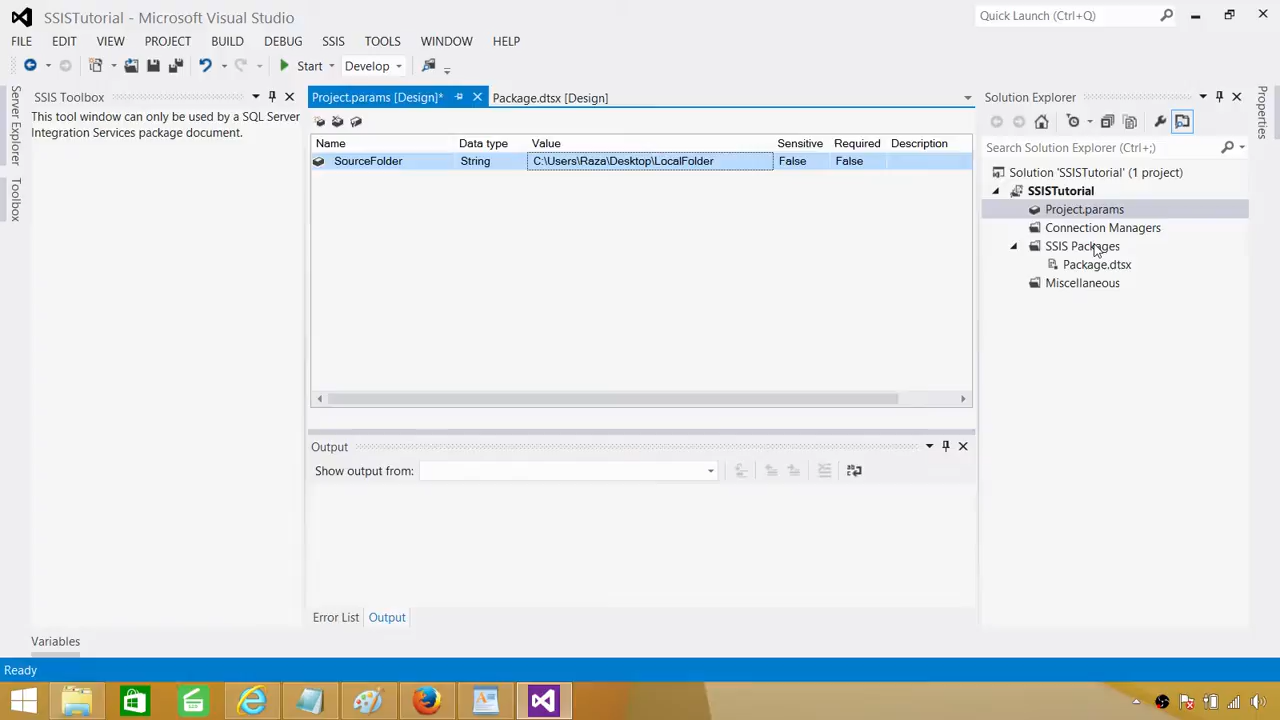 SSISTutorial - Microsoft Visual Studio
Quick Launch (Ctrl+Q)
FILE EDIT VIEW PROJECT BUILD DEBUG SSIS TOOLS WINDOW HELP
Start Develop
Server Explorer
Toolbox
SSIS Toolbox
This tool window can only be used by a SQL Server
Integration Services package document.
Project.params [Design]* Package.dtsx [Design]
Name Data type Value Sensitive Required Description
SourceFolder String C:\Users\Raza\Desktop\LocalFolder False False
Output
Show output from:
Error List Output
Solution Explorer
Search Solution Explorer (Ctrl+;)
Solution 'SSISTutorial' (1 project)
SSISTutorial
Project.params
Connection Managers
SSIS Packages
Package.dtsx
Miscellaneous
Properties
Variables
Ready